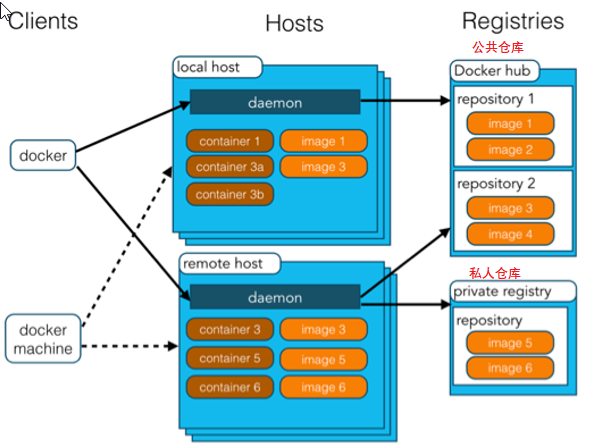 Clients
Hosts
Registries
公共仓库
local host
daemon
container 1
image 1
container 3a
image 3
container 3b
docker
docker
machine
remote host
daemon
container 3
image 3
container 5
image 5
container 6
image 6
Docker hub
repository 1
image 1
image 2
repository 2
image 3
image 4
私人仓库
private registry
repository
image 5
image 6